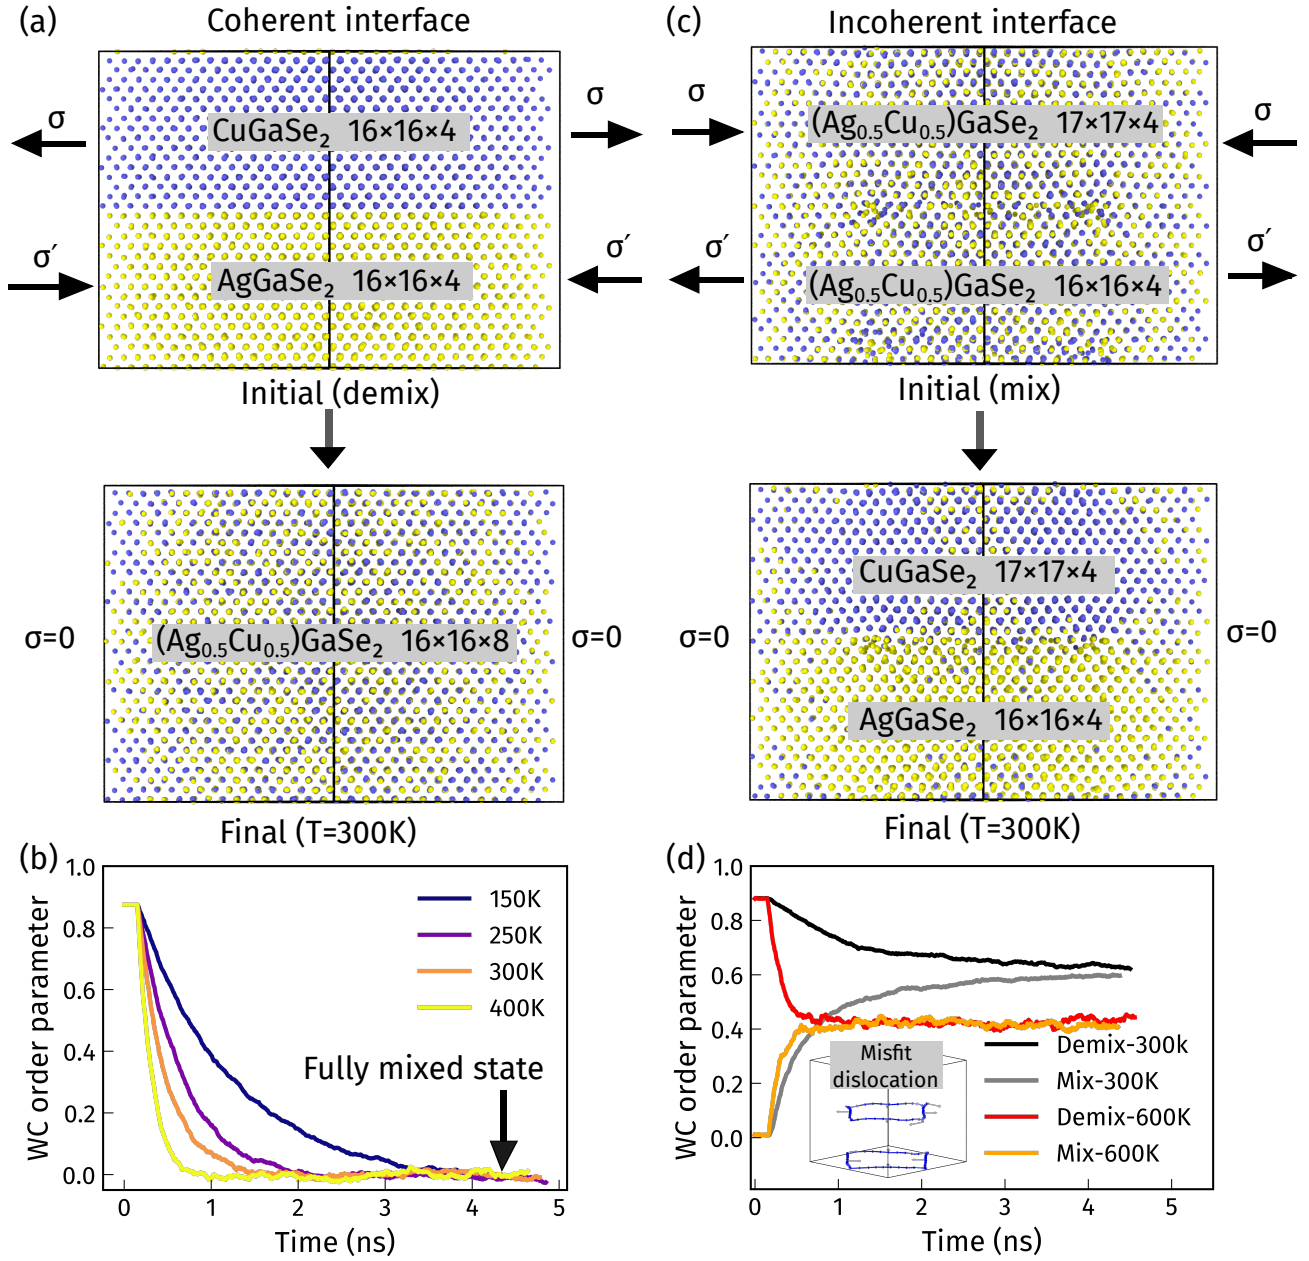 (a) Coherent interface
σ σ
CuGaSe₂ 16×16×4
σ′ σ′
AgGaSe₂ 16×16×4
Initial (demix)
(Ag₀.₅Cu₀.₅)GaSe₂ 16×16×8
σ=0 σ=0
Final (T=300K)
(c) Incoherent interface
σ σ
(Ag₀.₅Cu₀.₅)GaSe₂ 17×17×4
σ′ σ′
(Ag₀.₅Cu₀.₅)GaSe₂ 16×16×4
Initial (mix)
CuGaSe₂ 17×17×4
σ=0 σ=0
AgGaSe₂ 16×16×4
Final (T=300K)
(b)
WC order parameter
1.0
0.8
0.6
0.4
0.2
0.0
150K
250K
300K
400K
Fully mixed state
0 1 2 3 4 5
Time (ns)
(d)
WC order parameter
1.0
0.8
0.6
0.4
0.2
0.0
Misfit
dislocation
Demix-300k
Mix-300K
Demix-600K
Mix-600K
0 1 2 3 4 5
Time (ns)